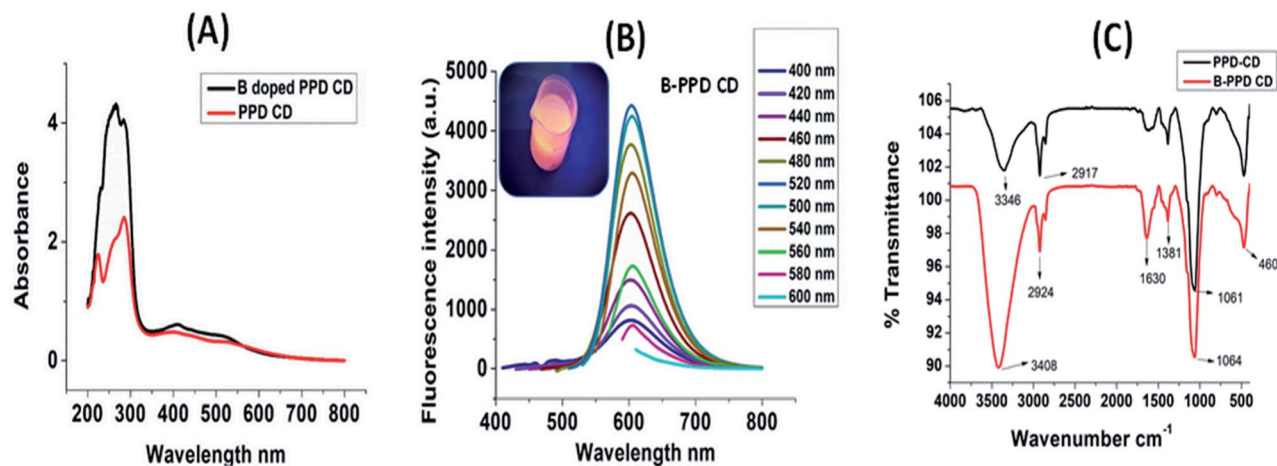 (A)
B doped PPD CD
PPD CD
Absorbance
4
2
0
200 300 400 500 600 700 800
Wavelength nm
(B)
B-PPD CD
400 nm
420 nm
440 nm
460 nm
480 nm
520 nm
500 nm
540 nm
560 nm
580 nm
600 nm
Fluorescence intensity (a.u.)
5000
4000
3000
2000
1000
0
400 500 600 700 800
Wavelength nm
(C)
PPD-CD
B-PPD CD
% Transmittance
106
104
102
100
98
96
94
92
90
3346
2917
2924
1630
1381
460
1061
1064
3408
4000 3500 3000 2500 2000 1500 1000 500
Wavenumber cm⁻¹